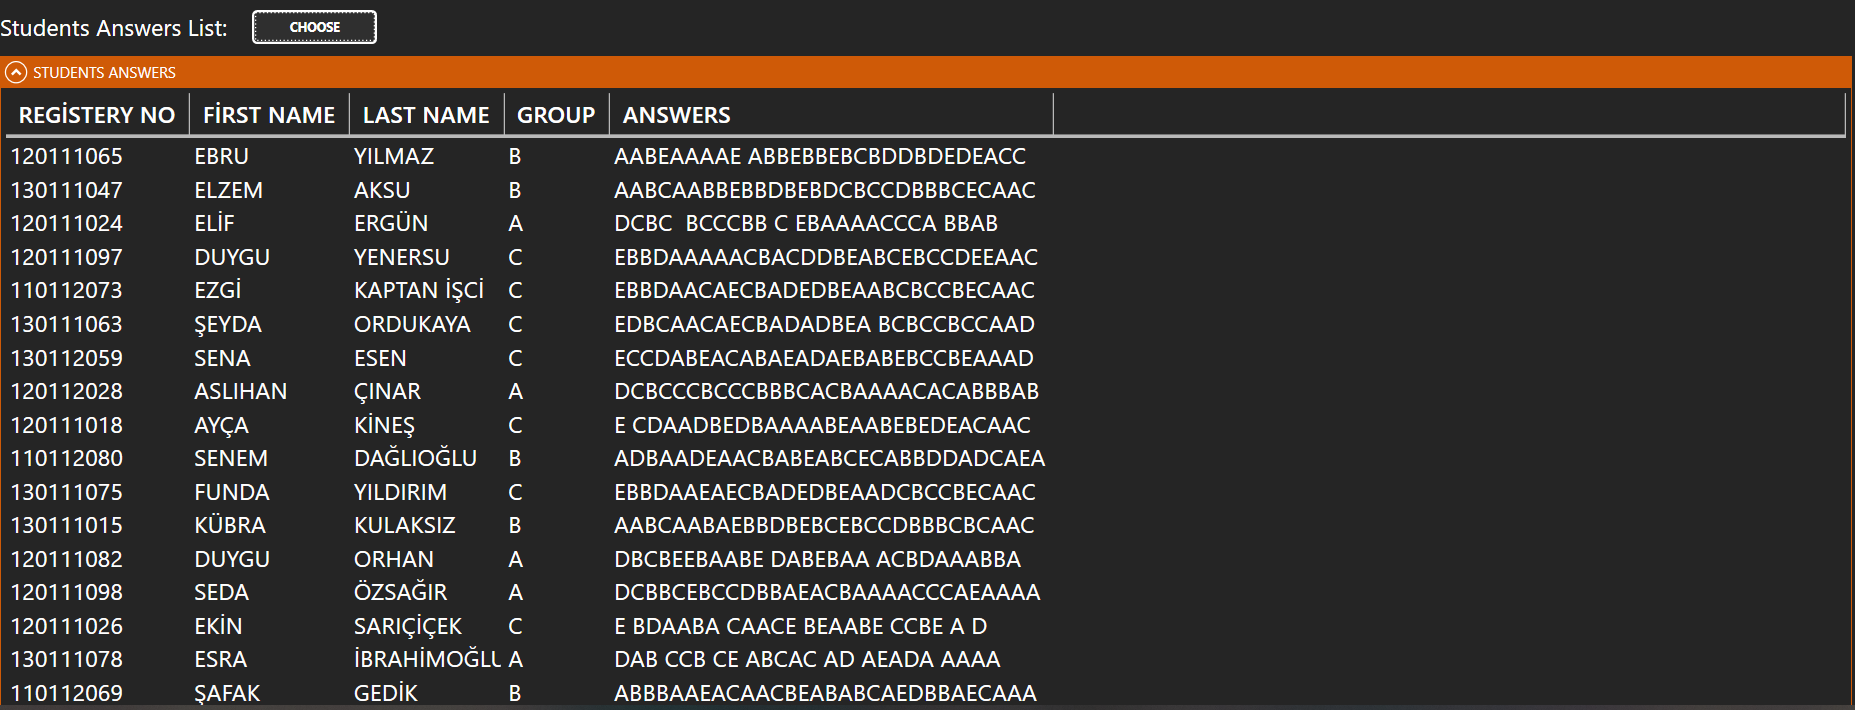 Students Answers List: CHOOSE
STUDENTS ANSWERS
REGİSTERY NO FİRST NAME LAST NAME GROUP ANSWERS
120111065 EBRU YILMAZ B AABEAAAAE ABBEBBEBCBDDBDEDEACC
130111047 ELZEM AKSU B AABCAABBEBBDBEBDCBCCDBBBCECAAC
120111024 ELİF ERGÜN A DCBC  BCCCBB C EBAAAACCCA BBAB
120111097 DUYGU YENERSU C EBBDAAAAACBACDDBEABCEBCCDEEAAC
110112073 EZGİ KAPTAN İŞCİ C EBBDAACAECBADEDBEAABCBCCBECAAC
130111063 ŞEYDA ORDUKAYA C EDBCAACAECBADADBEA BCBCCBCCAAD
130112059 SENA ESEN C ECCDABEACABAEADAEBABEBCCBEAAAD
120112028 ASLIHAN ÇINAR A DCBCCCBCCCBBBCACBAAAACACABBBAB
120111018 AYÇA KİNEŞ C E CDAADBEDBAAAABEAABEBEDEACAAC
110112080 SENEM DAĞLIOĞLU B ADBAADEAACBABEABCECABBDDADCAEA
130111075 FUNDA YILDIRIM C EBBDAAEAECBADEDBEAADCBCCBECAAC
130111015 KÜBRA KULAKSIZ B AABCAABAEBBDBEBCEBCCDBBBCBCAAC
120111082 DUYGU ORHAN A DBCBEEBAABE DABEBAA ACBDAAABBA
120111098 SEDA ÖZSAĞIR A DCBBCEBCCDBBAEACBAAAACCCAEAAAA
120111026 EKİN SARIÇİÇEK C E BDAABA CAACE BEAABE CCBE A D
130111078 ESRA İBRAHİMOĞLU A DAB CCB CE ABCAC AD AEADA AAAA
110112069 ŞAFAK GEDİK B ABBBAAEACAACBEABABCAEDBBAECAAA